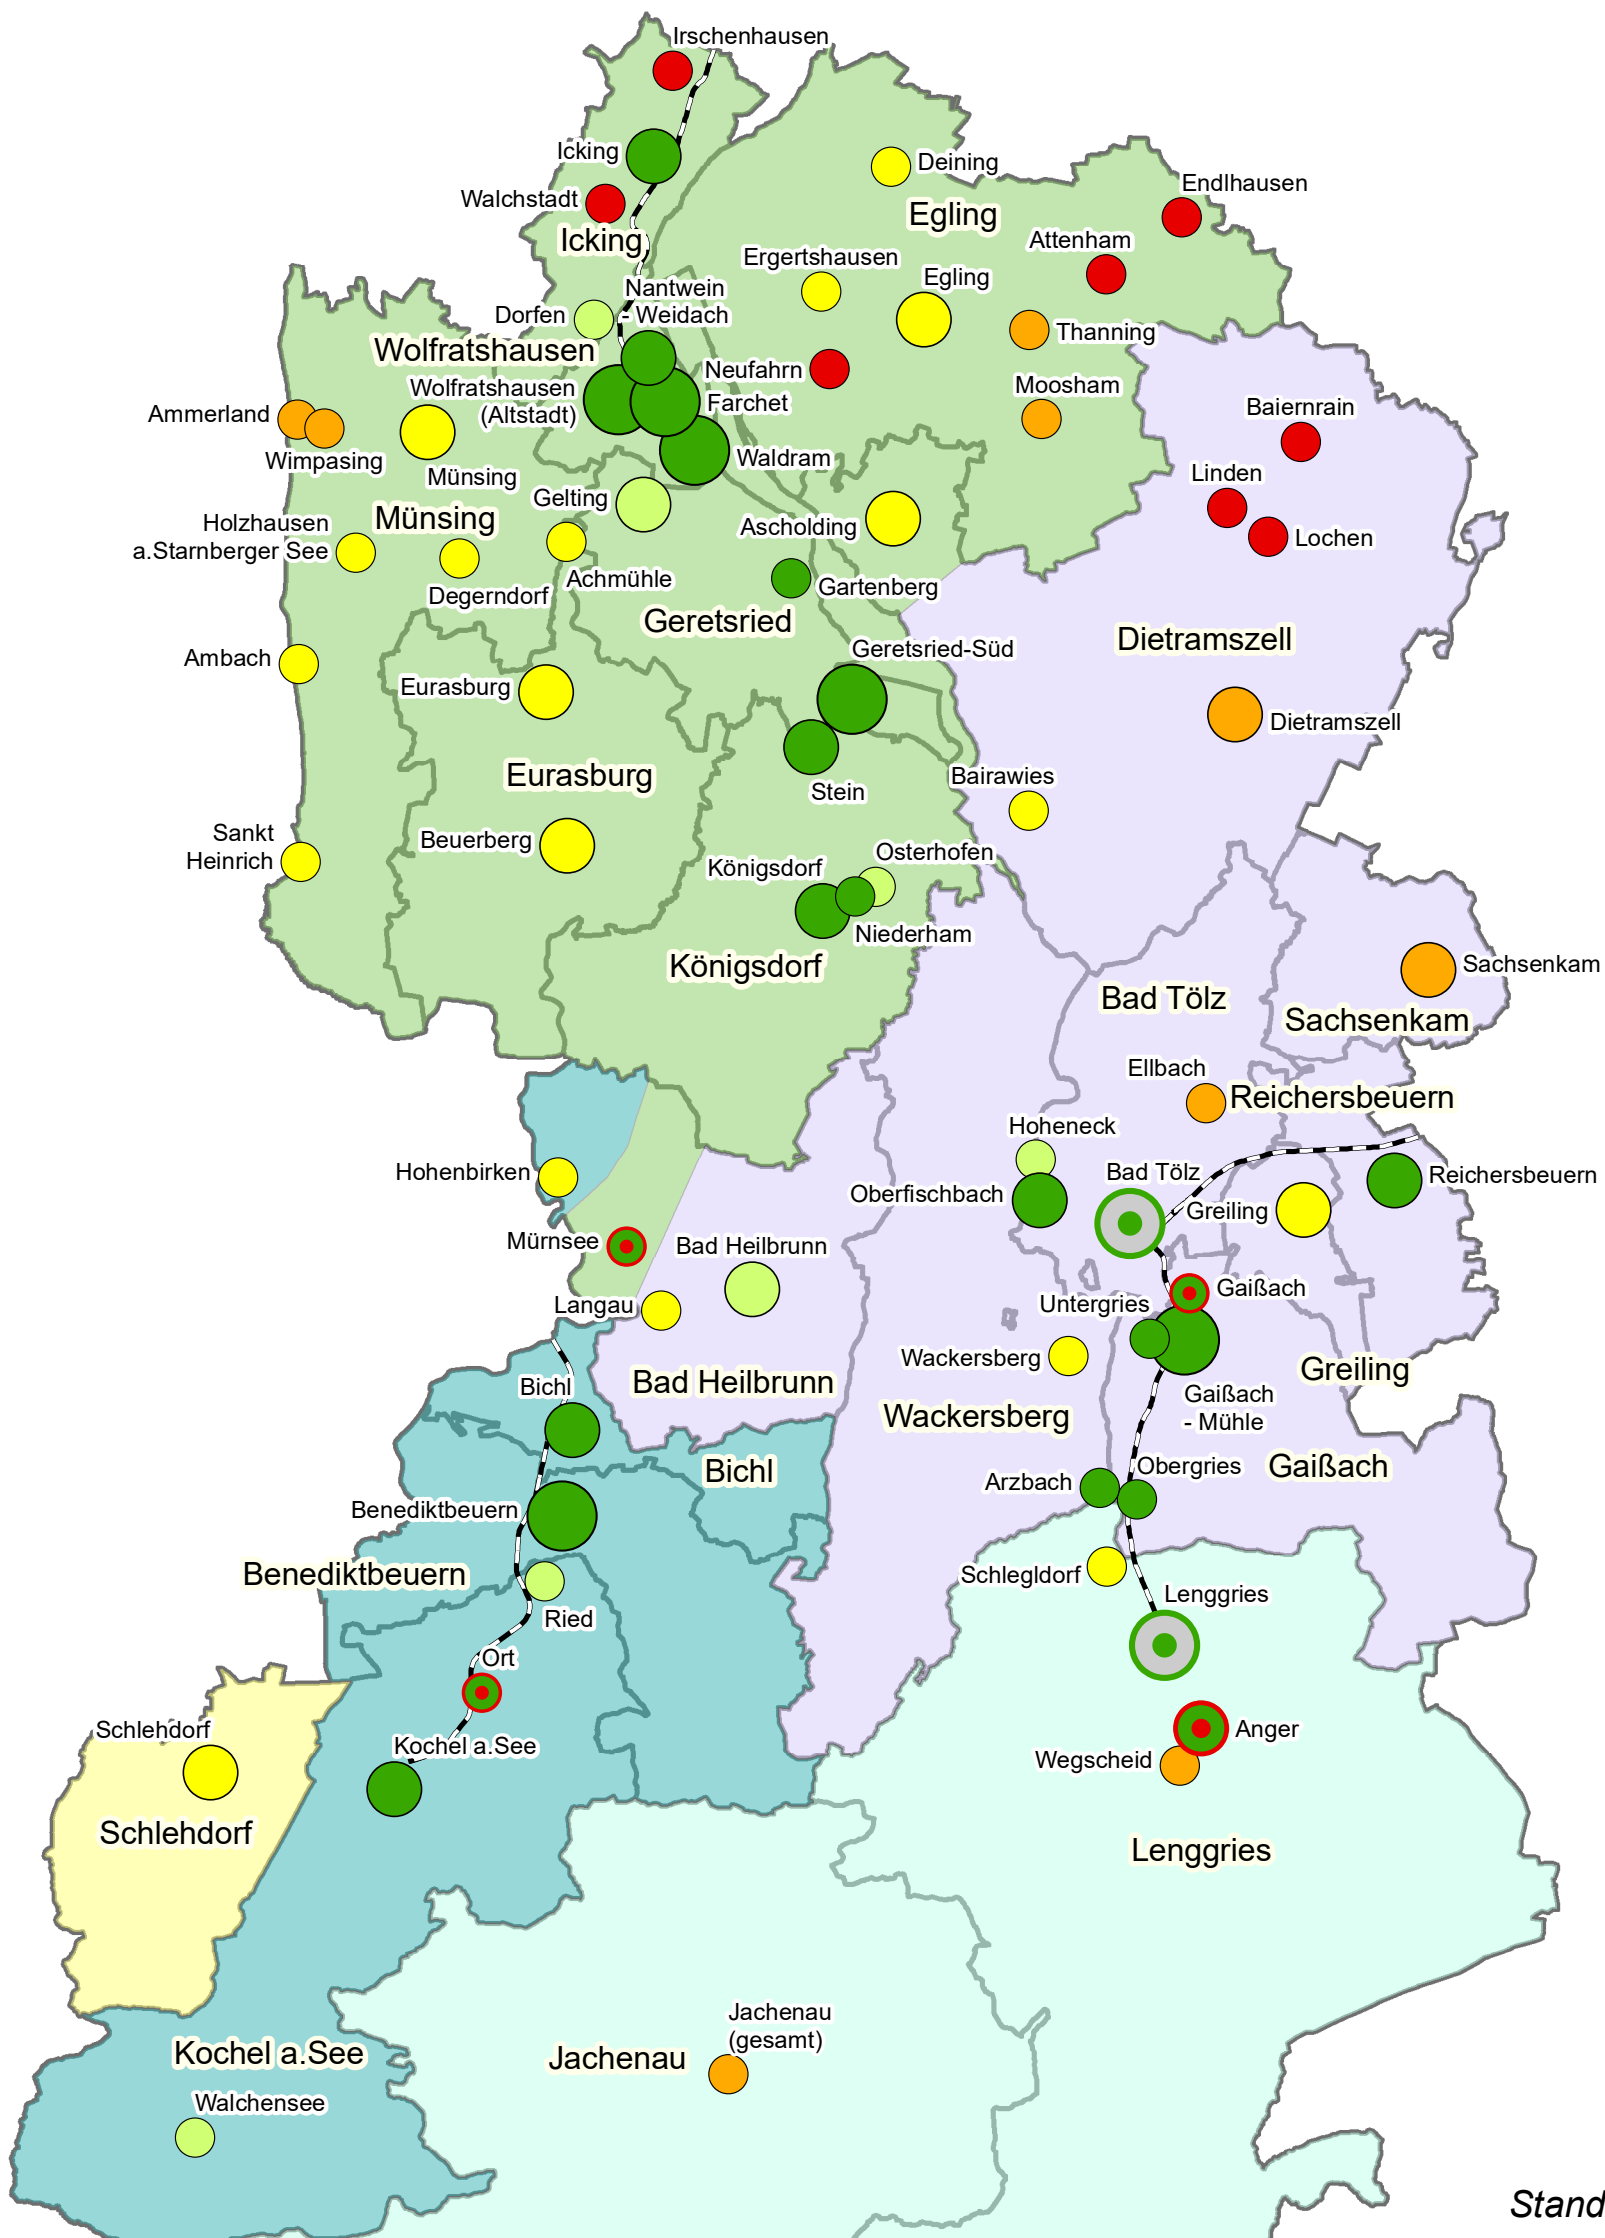 Irschenhausen
Icking
Deining
Walchstadt
Endlhausen
Egling
Icking
Attenham
Ergertshausen
Egling
Nantwein
- Weidach
Dorfen
Thanning
Wolfratshausen
Neufahrn
Moosham
Wolfratshausen
(Altstadt)
Farchet
Ammerland
Baiernrain
Wimpasing
Waldram
Münsing
Linden
Gelting
Münsing
Holzhausen
a.Starnberger See
Ascholding
Lochen
Achmühle
Gartenberg
Degerndorf
Geretsried
Dietramszell
Geretsried-Süd
Ambach
Eurasburg
Dietramszell
Eurasburg
Bairawies
Stein
Sankt
Heinrich
Beuerberg
Osterhofen
Königsdorf
Niederham
Königsdorf
Sachsenkam
Bad Tölz
Sachsenkam
Ellbach
Reichersbeuern
Hoheneck
Hohenbirken
Bad Tölz
Reichersbeuern
Oberfischbach
Greiling
Mürnsee
Bad Heilbrunn
Gaißach
Langau
Untergries
Wackersberg
Greiling
Bichl
Bad Heilbrunn
Gaißach
- Mühle
Wackersberg
Bichl
Obergries
Gaißach
Arzbach
Benediktbeuern
Benediktbeuern
Schlegldorf
Lenggries
Ried
Ort
Schlehdorf
Anger
Kochel a.See
Wegscheid
Schlehdorf
Lenggries
Jachenau
(gesamt)
Kochel a.See
Jachenau
Walchensee
Stand